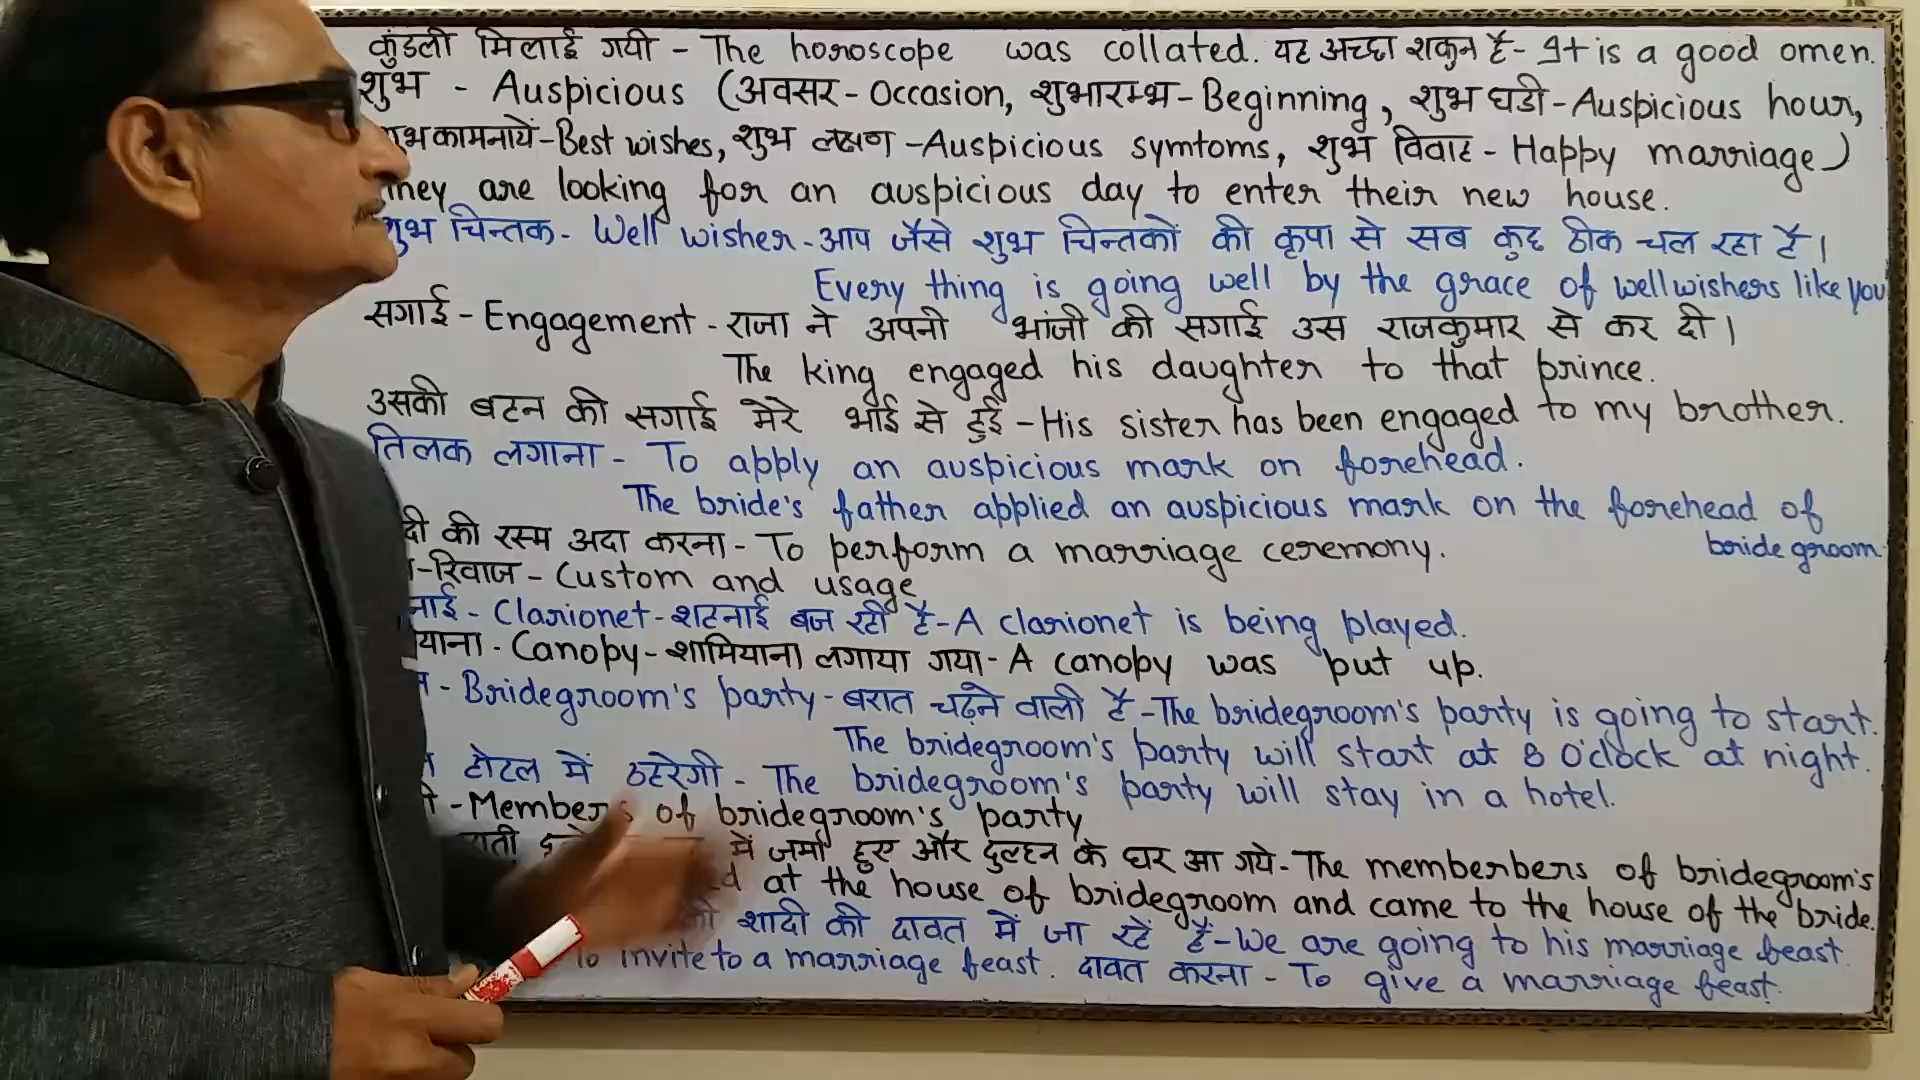 कुंडली मिलाई गयी - The horoscope was collated. यह अच्छा शकुन है - It is a good omen.
शुभ - Auspicious (अवसर - Occasion, शुभारम्भ - Beginning, शुभ घडी - Auspicious hour,
शुभकामनायें - Best wishes, शुभ लक्षण - Auspicious symtoms, शुभ विवाह - Happy marriage)
They are looking for an auspicious day to enter their new house.
शुभ चिन्तक - Well wisher - आप जैसे शुभ चिन्तकों की कृपा से सब कुछ ठीक चल रहा है।
Every thing is going well by the grace of wellwishers like you
सगाई - Engagement - राजा ने अपनी भांजी की सगाई उस राजकुमार से कर दी।
The king engaged his daughter to that prince.
उसकी बहन की सगाई मेरे भाई से हुई - His sister has been engaged to my brother.
तिलक लगाना - To apply an auspicious mark on forehead.
The bride's father applied an auspicious mark on the forehead of
bride groom
दी की रस्म अदा करना - To perform a marriage ceremony.
-रिवाज - Custom and usage
नाई - Clarionet - शहनाई बज रही है - A clarionet is being played.
याना - Canopy - शामियाना लगाया गया - A canopy was put up.
त - Bridegroom's party - बरात चढ़ने वाली है - The bridegroom's party is going to start.
The bridegroom's party will start at 8 O'clock at night.
त होटल में ठहरेगी - The bridegroom's party will stay in a hotel.
- Members of bridegroom's party
में जमा हुए और दुल्हन के घर आ गये - The memberbers of bridegroom's
at the house of bridegroom and came to the house of the bride.
शादी की दावत में जा रहें हैं - We are going to his marriage feast.
To invite to a marriage feast. दावत करना - To give a marriage feast.